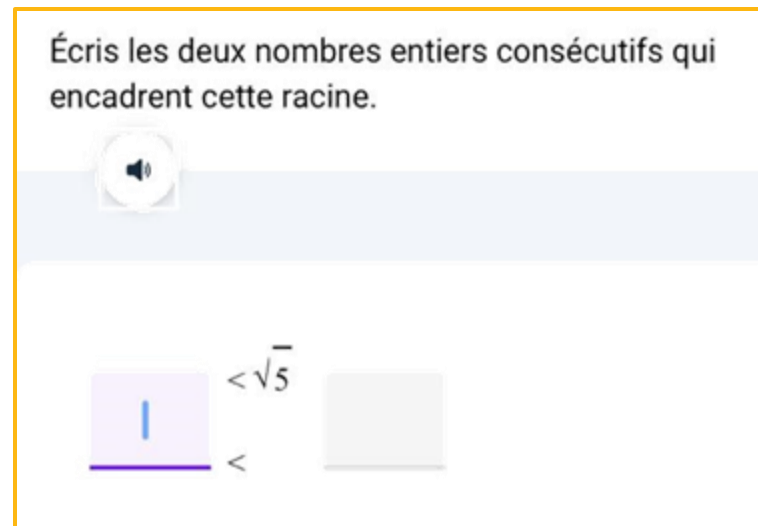 Écris les deux nombres entiers consécutifs qui
encadrent cette racine.
< √5
<